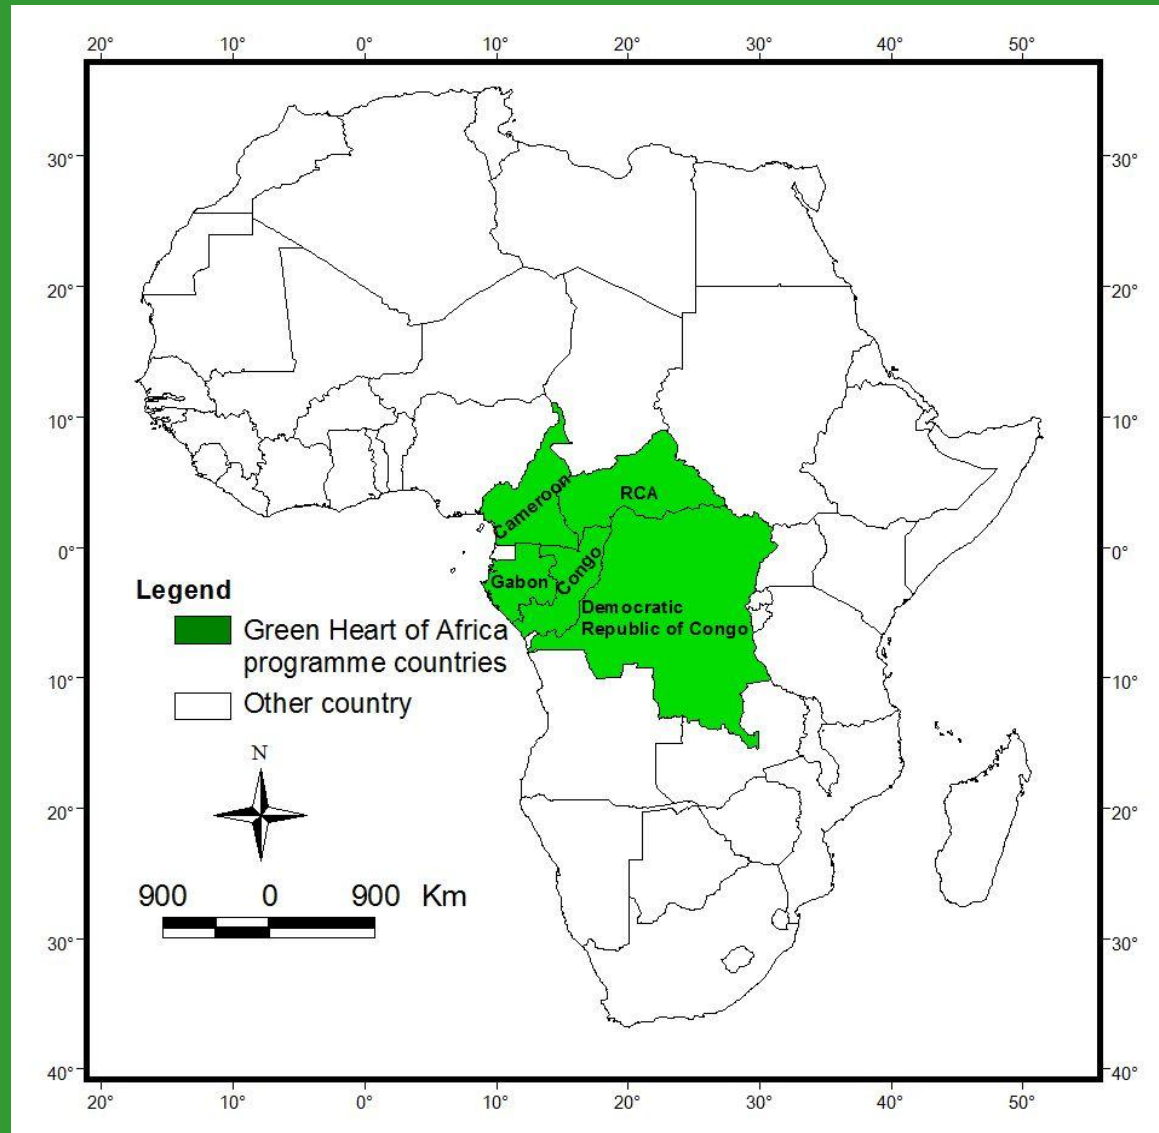 20° 10° 0° 10° 20° 30° 40° 50°
30° 30°
20° 20°
10° 10°
RCA
Cameroon
0° 0°
Congo
Gabon
Legend
Democratic
Republic of Congo
Green Heart of Africa
programme countries
10° 10°
Other country
N
20° 20°
900 0 900 Km
30° 30°
40° 40°
20° 10° 0° 10° 20° 30° 40° 50°